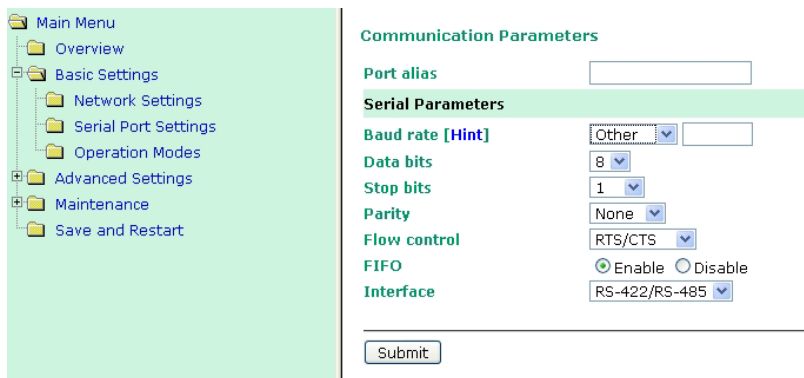 Main Menu
Overview
Basic Settings
Network Settings
Serial Port Settings
Operation Modes
Advanced Settings
Maintenance
Save and Restart
Communication Parameters
Port alias
Serial Parameters
Baud rate [Hint] Other
Data bits 8
Stop bits 1
Parity None
Flow control RTS/CTS
FIFO Enable Disable
Interface RS-422/RS-485
Submit